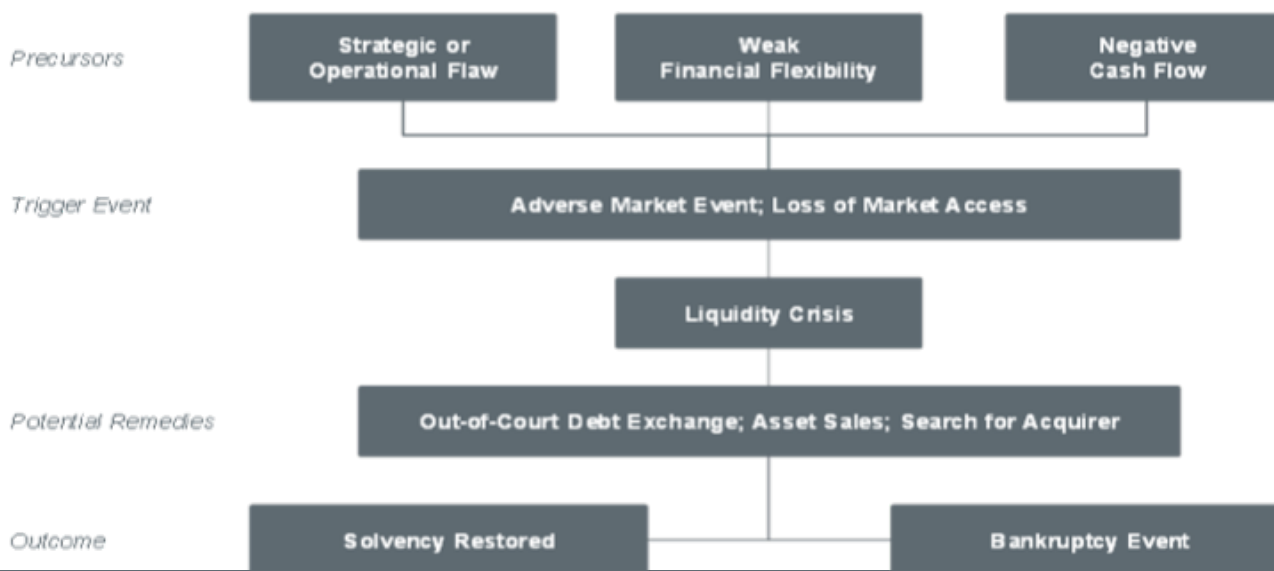 Precursors
Strategic or
Operational Flaw
Weak
Financial Flexibility
Negative
Cash Flow
Trigger Event
Adverse Market Event; Loss of Market Access
Liquidity Crisis
Potential Remedies
Out-of-Court Debt Exchange; Asset Sales; Search for Acquirer
Outcome
Solvency Restored
Bankruptcy Event